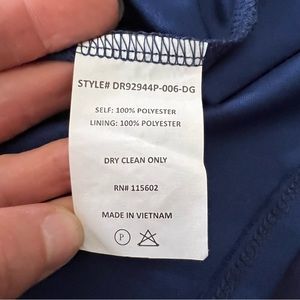 STYLE# DR92944P-006-DG
SELF: 100% POLYESTER
LINING: 100% POLYESTER
DRY CLEAN ONLY
RN# 115602
MADE IN VIETNAM
P